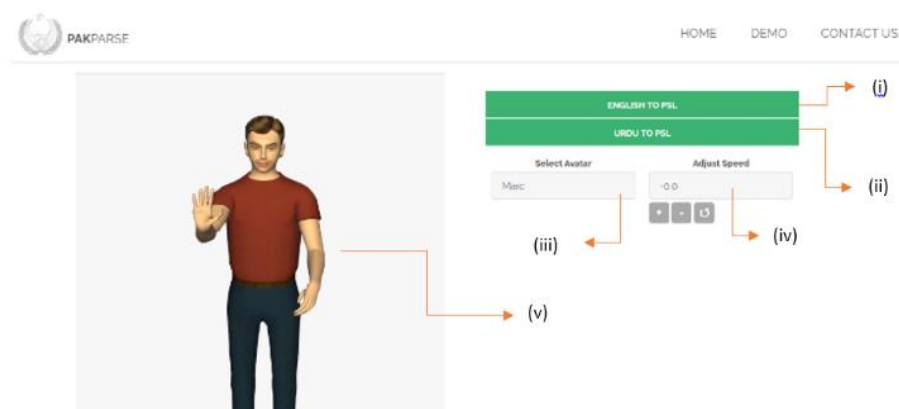 PAKPARSE
HOME DEMO CONTACT US
(i)
ENGLISH TO PSL
URDU TO PSL
Select Avatar Adjust Speed
(ii)
Marc -0.0
+ -
(iii) (iv)
(v)